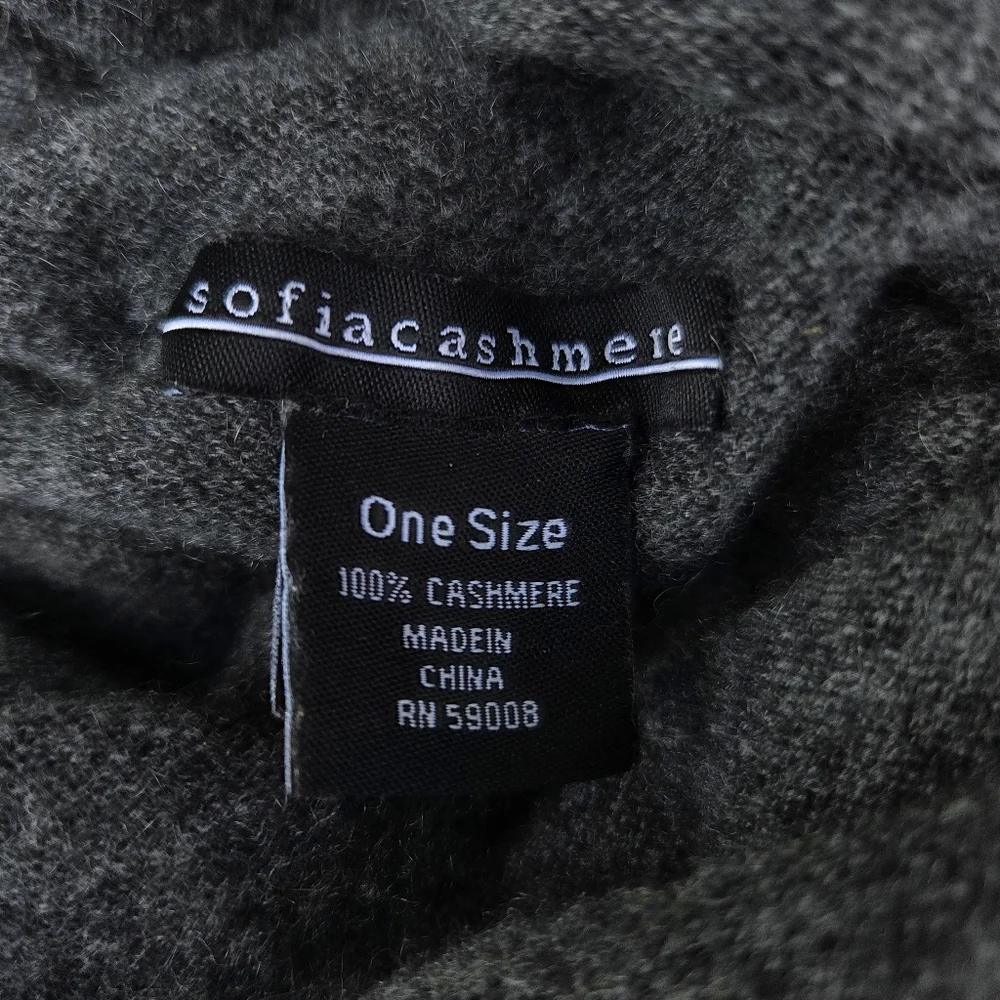 sofiacashmere
One Size
100% CASHMERE
MADEIN
CHINA
RN 59008